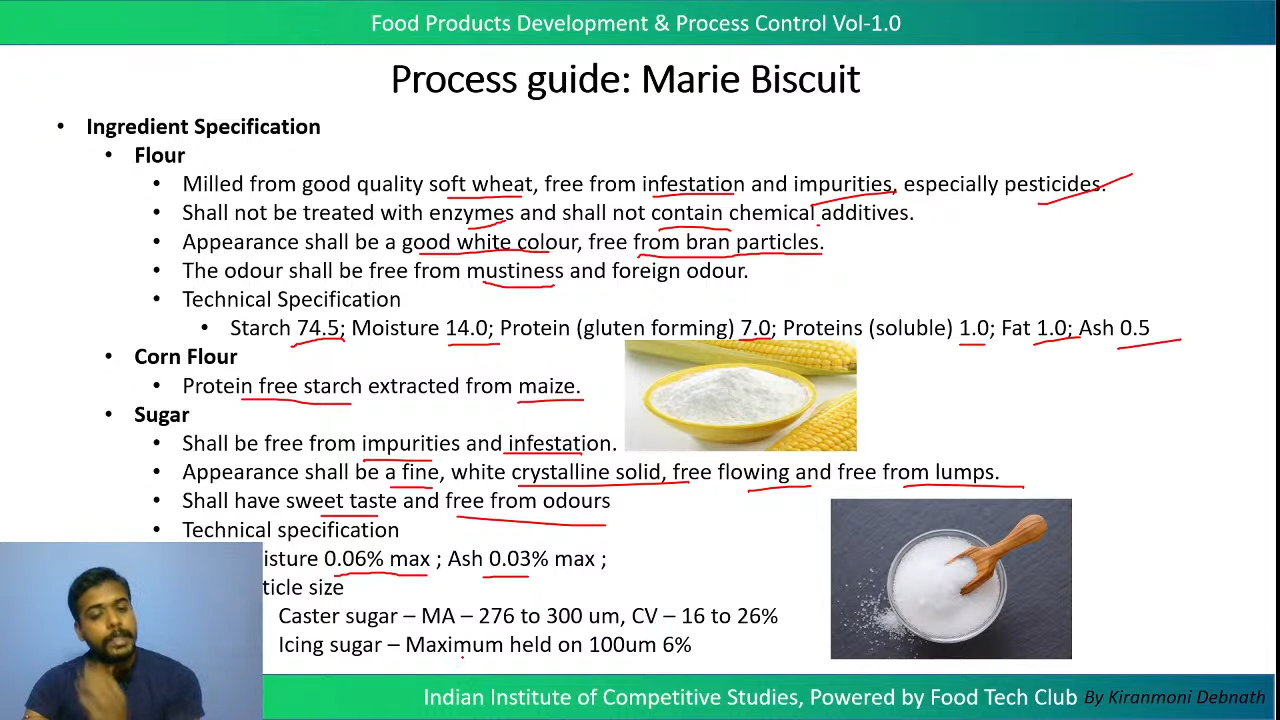 Food Products Development & Process Control Vol-1.0
Process guide: Marie Biscuit
• Ingredient Specification
• Flour
• Milled from good quality soft wheat, free from infestation and impurities, especially pesticides.
• Shall not be treated with enzymes and shall not contain chemical additives.
• Appearance shall be a good white colour, free from bran particles.
• The odour shall be free from mustiness and foreign odour.
• Technical Specification
• Starch 74.5; Moisture 14.0; Protein (gluten forming) 7.0; Proteins (soluble) 1.0; Fat 1.0; Ash 0.5
• Corn Flour
• Protein free starch extracted from maize.
• Sugar
• Shall be free from impurities and infestation.
• Appearance shall be a fine, white crystalline solid, free flowing and free from lumps.
• Shall have sweet taste and free from odours
• Technical specification
isture 0.06% max ; Ash 0.03% max ;
ticle size
Caster sugar – MA – 276 to 300 um, CV – 16 to 26%
Icing sugar – Maximum held on 100um 6%
Indian Institute of Competitive Studies, Powered by Food Tech Club By Kiranmoni Debnath